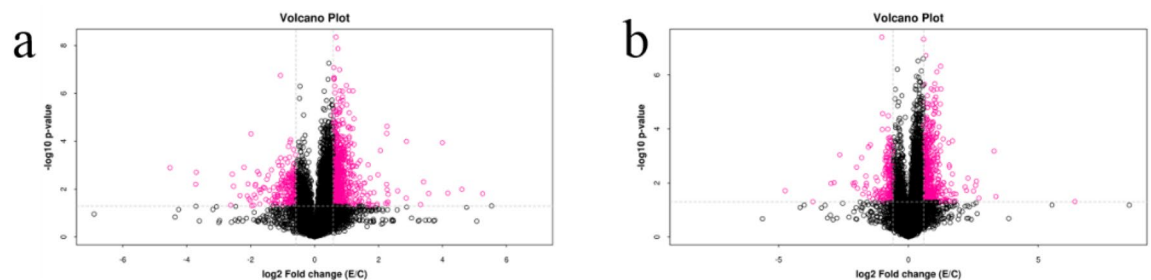 a
Volcano Plot
-log10 p-value
8
6
4
2
0
-6 -4 -2 0 2 4 6
log2 Fold change (E/C)
b
Volcano Plot
-log10 p-value
6
4
2
0
-5 0 5
log2 Fold change (E/C)